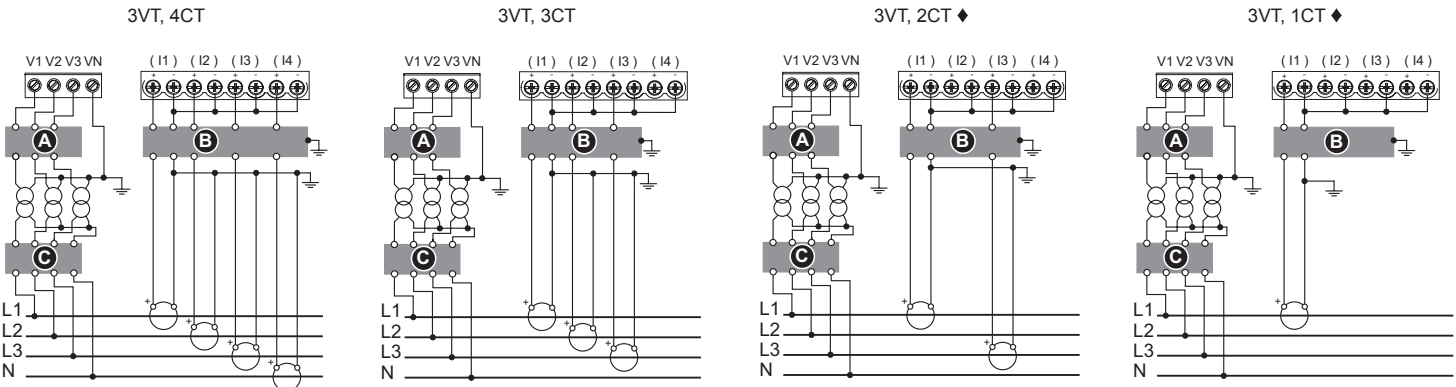 3VT, 4CT
V1 V2 V3 VN
( I1 ) ( I2 ) ( I3 ) ( I4 )
+ - + - + - + -
A
B
C
+
+
+
+
L1
L2
L3
N
3VT, 3CT
V1 V2 V3 VN
( I1 ) ( I2 ) ( I3 ) ( I4 )
+ - + - + - + -
A
B
C
+
+
+
L1
L2
L3
N
3VT, 2CT ♦
V1 V2 V3 VN
( I1 ) ( I2 ) ( I3 ) ( I4 )
+ - + - + - + -
A
B
C
+
+
L1
L2
L3
N
3VT, 1CT ♦
V1 V2 V3 VN
( I1 ) ( I2 ) ( I3 ) ( I4 )
+ - + - + - + -
A
B
C
+
L1
L2
L3
N